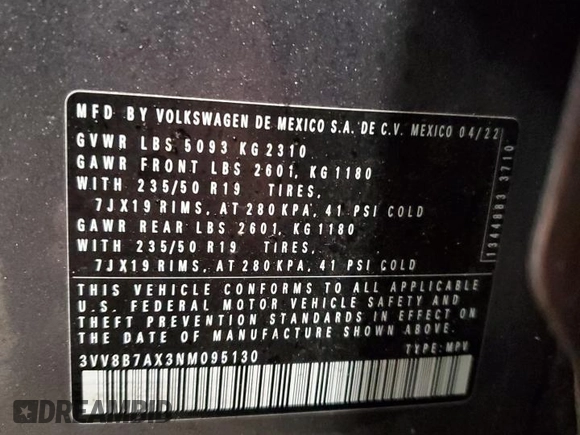 MFD BY VOLKSWAGEN DE MEXICO S.A. DE C.V. MEXICO 04/22
GVWR LBS 5093 KG 2310
GAWR FRONT LBS 2601, KG 1180
WITH 235/50 R19 TIRES,
7JX19 RIMS, AT 280 KPA, 41 PSI COLD
GAWR REAR LBS 2601, KG 1180
WITH 235/50 R19 TIRES,
7JX19 RIMS, AT 280 KPA, 41 PSI COLD
THIS VEHICLE CONFORMS TO ALL APPLICABLE
U.S. FEDERAL MOTOR VEHICLE SAFETY AND
THEFT PREVENTION STANDARDS IN EFFECT ON
THE DATE OF MANUFACTURE SHOWN ABOVE.
3VV8B7AX3NM095130
TYPE: MPV
1344883 3710
DREAMBID